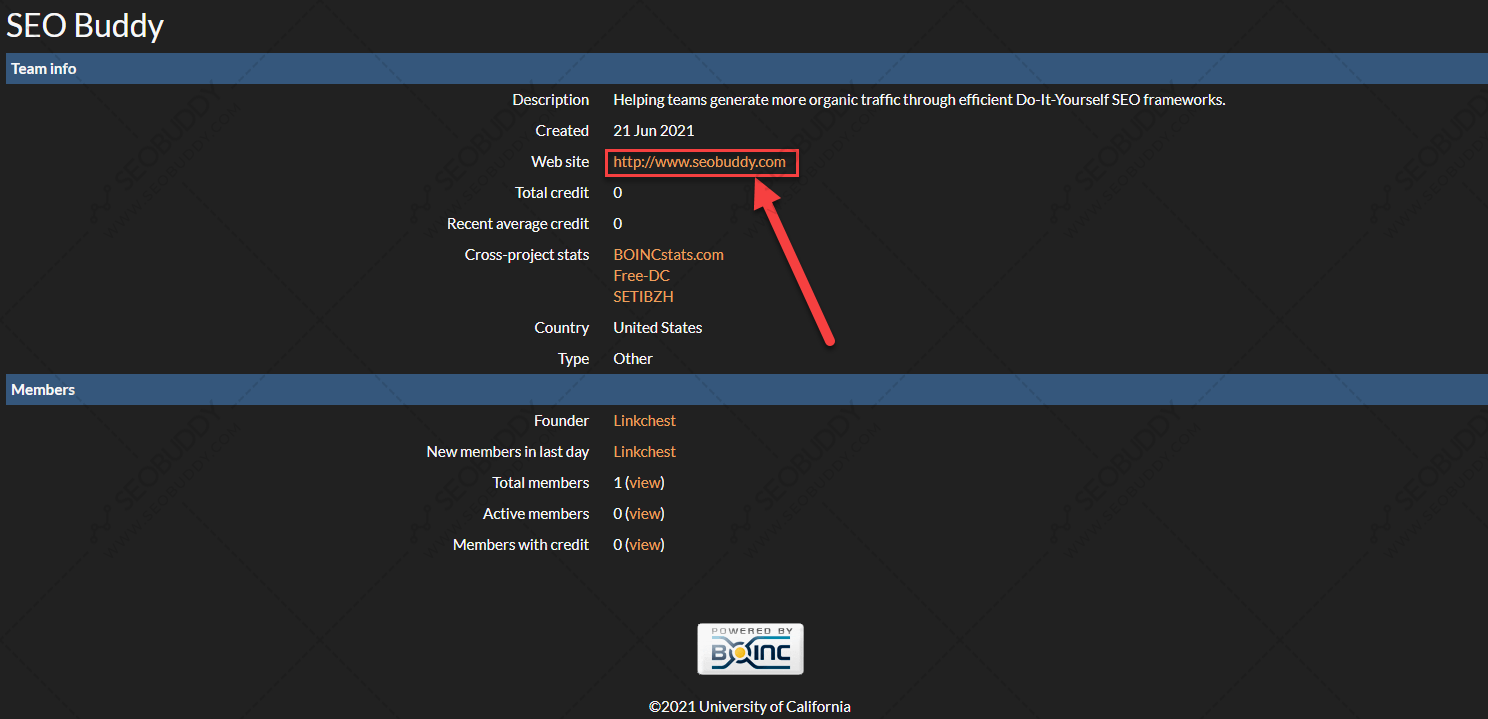 SEO Buddy
Team info
Description Helping teams generate more organic traffic through efficient Do-It-Yourself SEO frameworks.
Created 21 Jun 2021
Web site http://www.seobuddy.com
Total credit 0
Recent average credit 0
Cross-project stats BOINCstats.com
Free-DC
SETIBZH
Country United States
Type Other
Members
Founder Linkchest
New members in last day Linkchest
Total members 1 (view)
Active members 0 (view)
Members with credit 0 (view)
POWERED BY
BOINC
©2021 University of California
SEOBUDDY
WWW.SEOBUDDY.COM